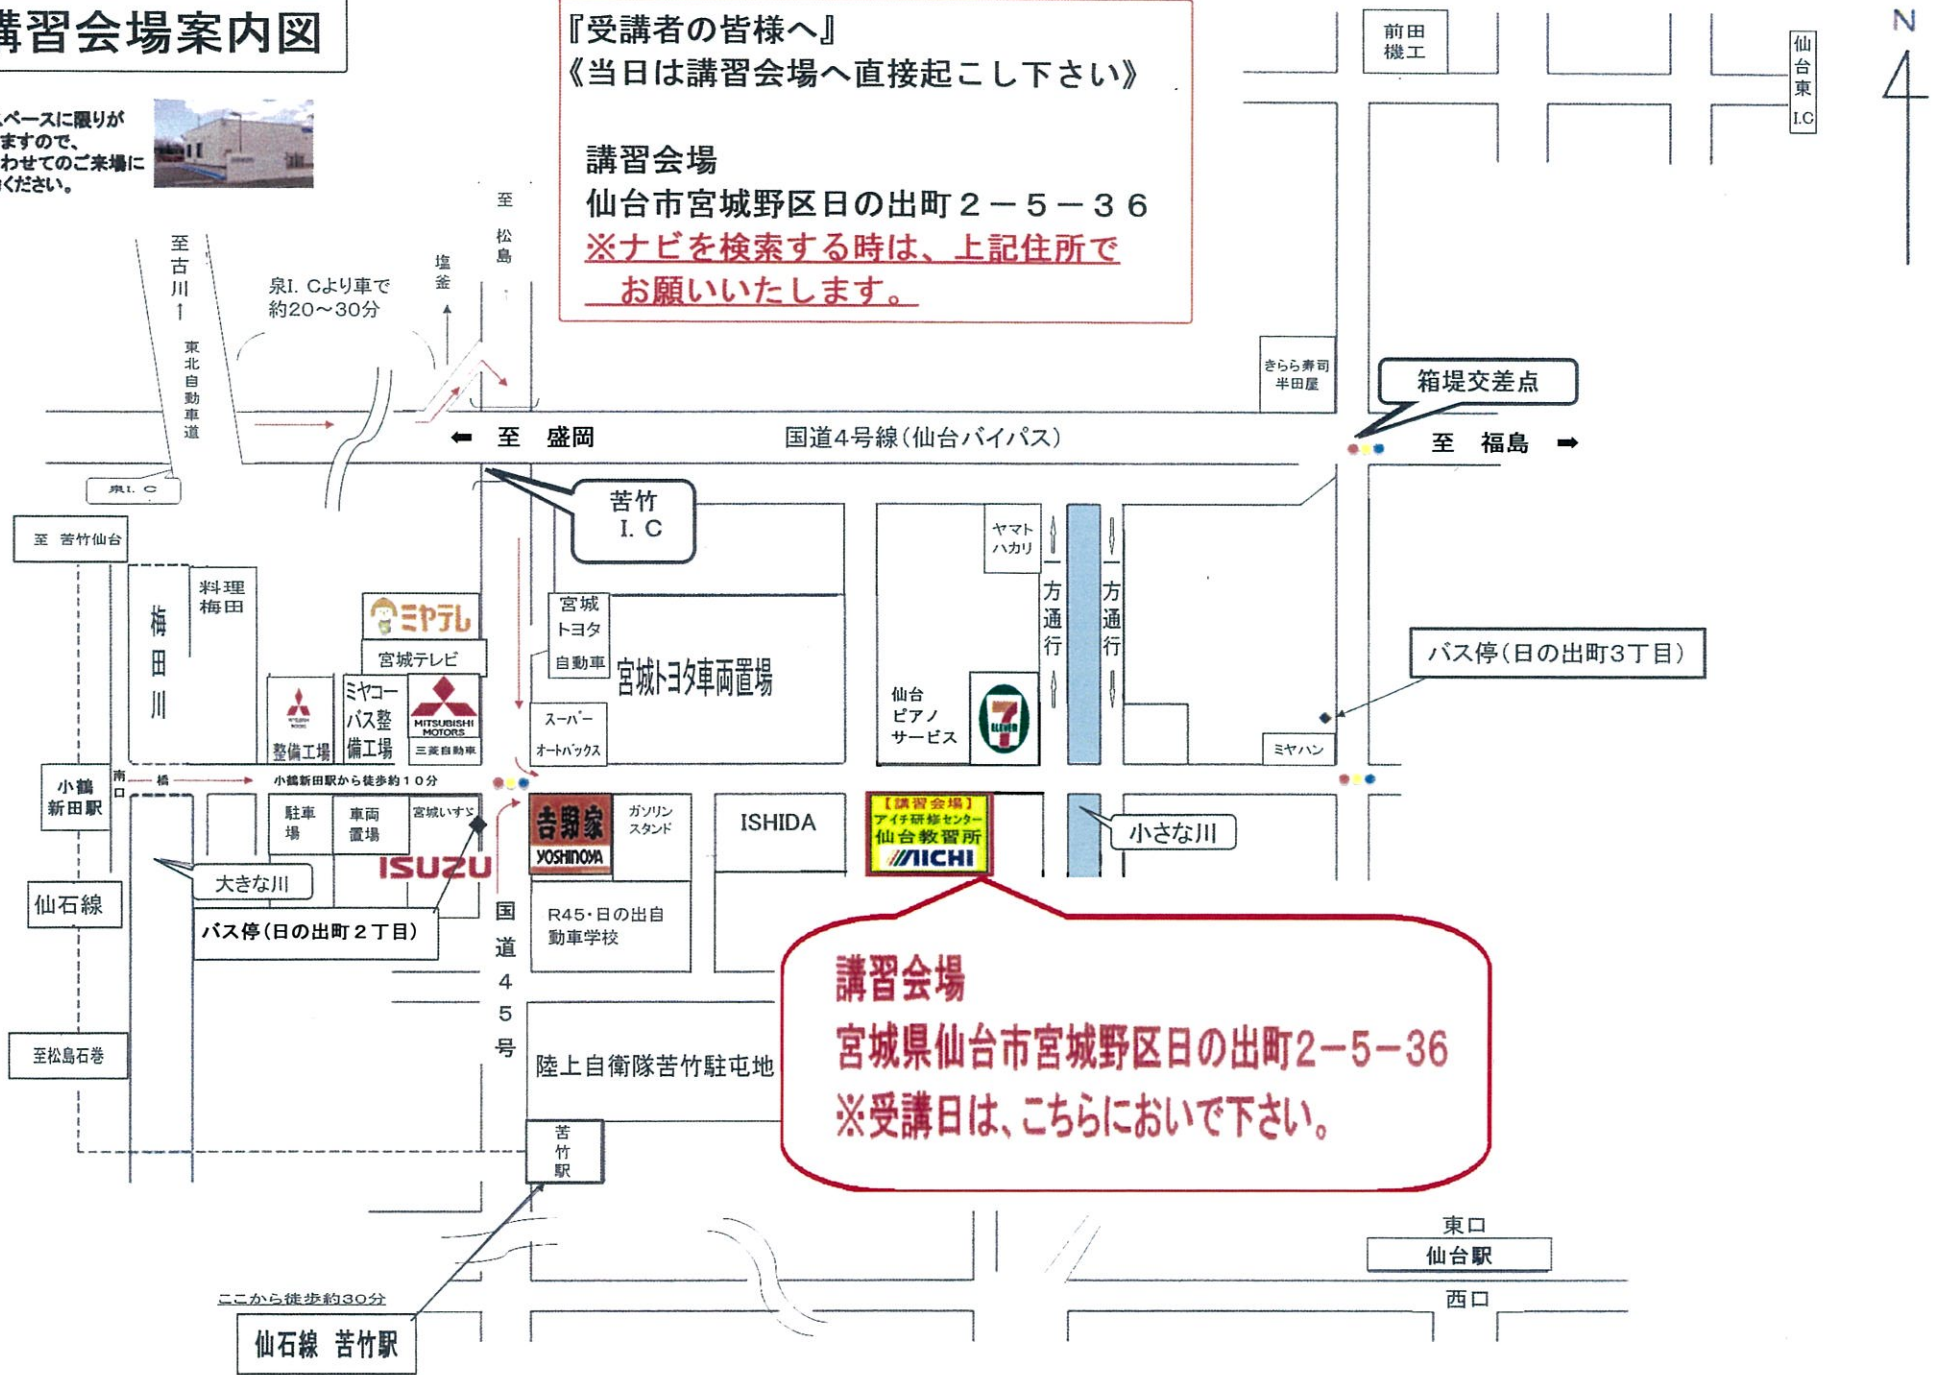 講習会場案内図
ペースに限りが
ますので、
わせてのご来場に
ください。
『受講者の皆様へ』
《当日は講習会場へ直接起こし下さい》
講習会場
仙台市宮城野区日の出町２－５－３６
※ナビを検索する時は、上記住所で
お願いいたします。
前田
機工
仙台東I.C
N
至古川↑
東北自動車道
泉I. Cより車で
約20～30分
塩釜
至松島
↑
きらら寿司
半田屋
箱堤交差点
← 至 盛岡
国道4号線(仙台バイパス)
至 福島 →
泉I. C
苦竹
I. C
至 苦竹仙台
梅田川
料理
梅田
ミヤテレ
宮城テレビ
整備工場
ミヤコー
バス整
備工場
MITSUBISHI
MOTORS
三菱自動車
宮城
トヨタ
自動車
宮城トヨタ車両置場
スーパー
オートバックス
ヤマト
ハカリ
仙台
ピアノ
サービス
7
ELEVEN
一方通行
一方通行
バス停(日の出町3丁目)
ミヤハン
小鶴
新田駅
南口
橋
小鶴新田駅から徒歩約１０分
駐車
場
車両
置場
宮城いすゞ
ISUZU
吉野家
YOSHINOYA
ガソリン
スタンド
ISHIDA
【講習会場】
アイチ研修センター
仙台教習所
AICHI
小さな川
大きな川
仙石線
バス停(日の出町２丁目)
国道45号
R45・日の出自
動車学校
至松島石巻
陸上自衛隊苦竹駐屯地
苦竹駅
講習会場
宮城県仙台市宮城野区日の出町2－5－36
※受講日は、こちらにおいで下さい。
ここから徒歩約30分
仙石線 苦竹駅
東口
仙台駅
西口